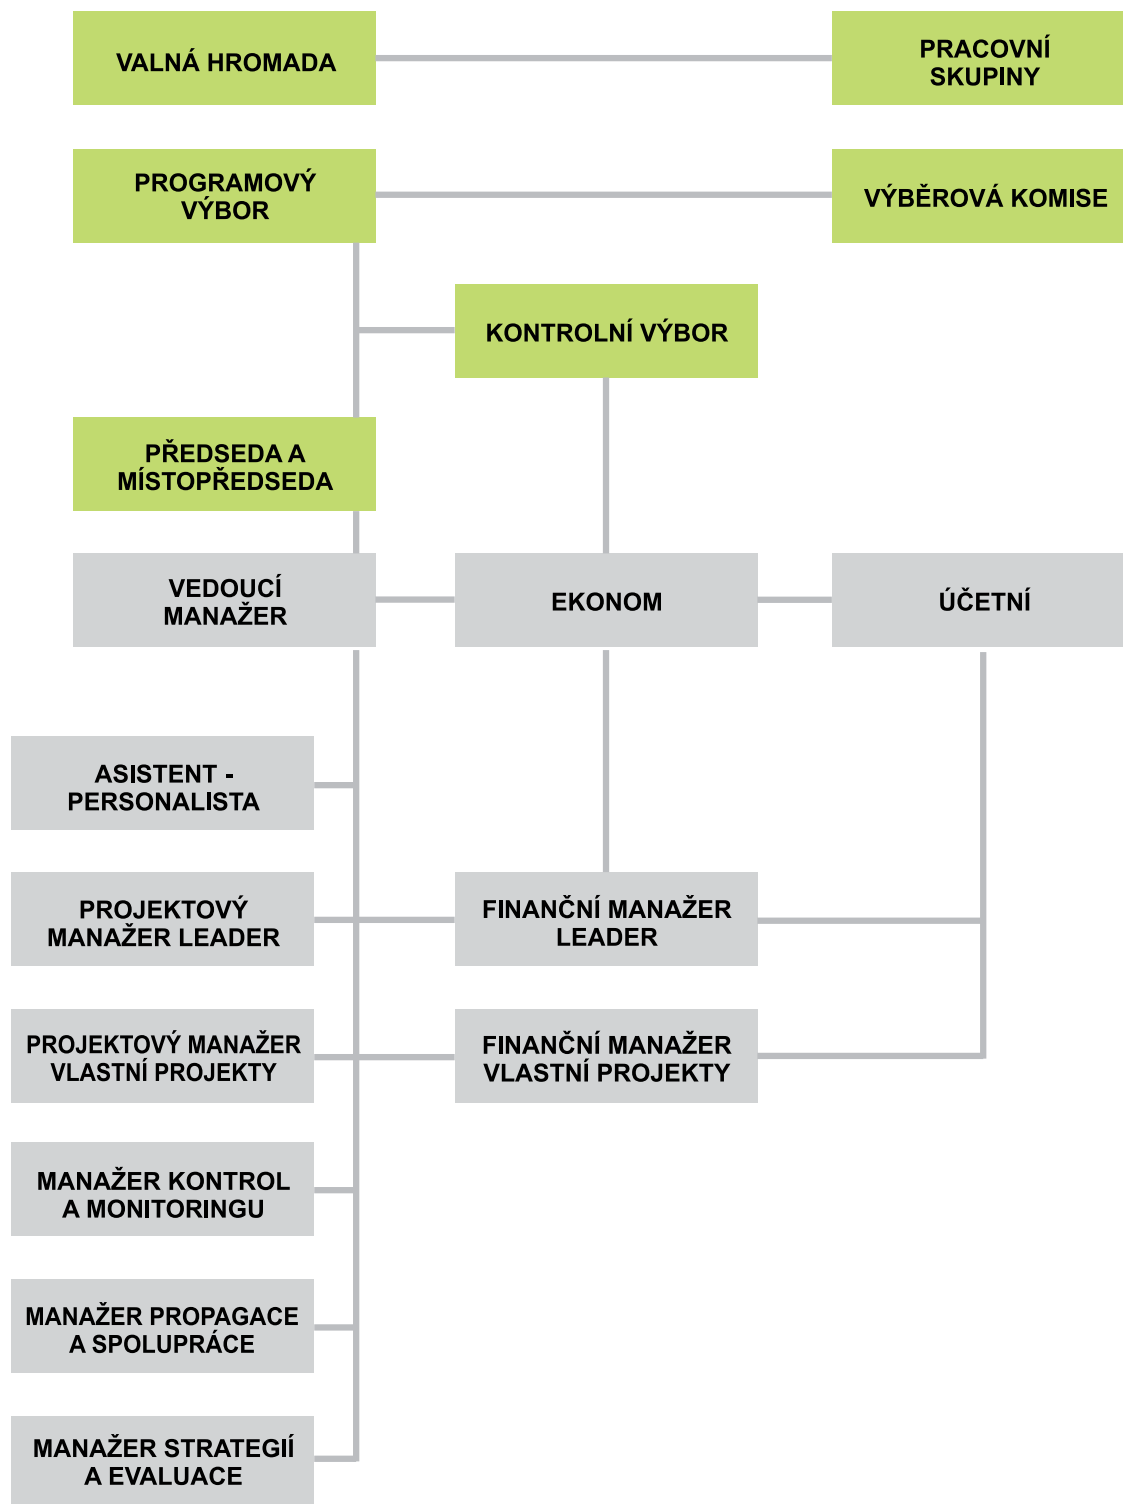 VALNÁ HROMADA
PRACOVNÍ
SKUPINY
PROGRAMOVÝ
VÝBOR
VÝBĚROVÁ KOMISE
KONTROLNÍ VÝBOR
PŘEDSEDA A
MÍSTOPŘEDSEDA
VEDOUCÍ
MANAŽER
EKONOM
ÚČETNÍ
ASISTENT -
PERSONALISTA
PROJEKTOVÝ
MANAŽER LEADER
FINANČNÍ MANAŽER
LEADER
PROJEKTOVÝ MANAŽER
VLASTNÍ PROJEKTY
FINANČNÍ MANAŽER
VLASTNÍ PROJEKTY
MANAŽER KONTROL
A MONITORINGU
MANAŽER PROPAGACE
A SPOLUPRÁCE
MANAŽER STRATEGIÍ
A EVALUACE